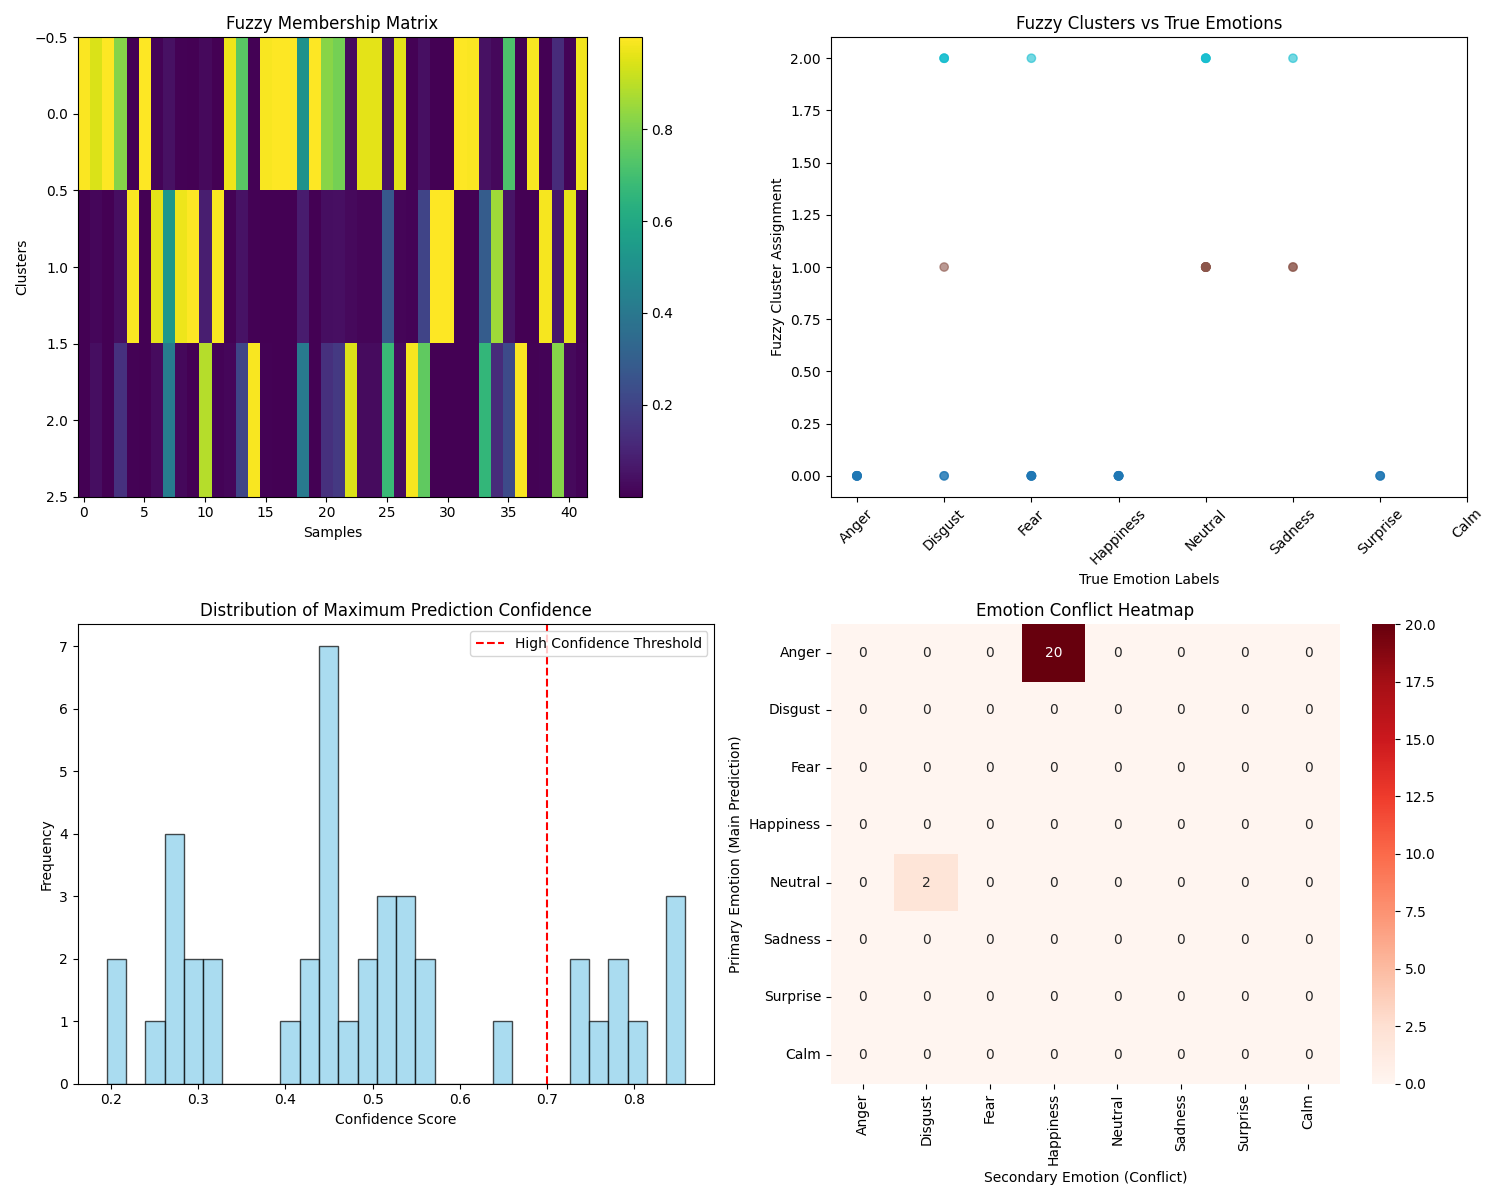 Fuzzy Membership Matrix
−0.5
0.0
0.5
1.0
1.5
2.0
2.5
Clusters
0 5 10 15 20 25 30 35 40
Samples
0.8
0.6
0.4
0.2
Fuzzy Clusters vs True Emotions
2.00
1.75
1.50
1.25
1.00
0.75
0.50
0.25
0.00
Fuzzy Cluster Assignment
Anger Disgust Fear Happiness Neutral Sadness Surprise Calm
True Emotion Labels
Distribution of Maximum Prediction Confidence
High Confidence Threshold
7
6
5
4
3
2
1
0
Frequency
0.2 0.3 0.4 0.5 0.6 0.7 0.8
Confidence Score
Emotion Conflict Heatmap
Primary Emotion (Main Prediction)
Anger 0 0 0 20 0 0 0 0
Disgust 0 0 0 0 0 0 0 0
Fear 0 0 0 0 0 0 0 0
Happiness 0 0 0 0 0 0 0 0
Neutral 0 2 0 0 0 0 0 0
Sadness 0 0 0 0 0 0 0 0
Surprise 0 0 0 0 0 0 0 0
Calm 0 0 0 0 0 0 0 0
Anger Disgust Fear Happiness Neutral Sadness Surprise Calm
Secondary Emotion (Conflict)
20.0
17.5
15.0
12.5
10.0
7.5
5.0
2.5
0.0